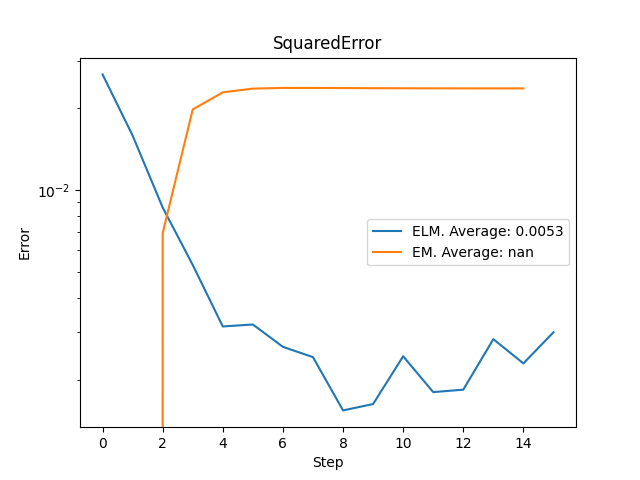 SquaredError
Error
10⁻²
ELM. Average: 0.0053
EM. Average: nan
0 2 4 6 8 10 12 14
Step